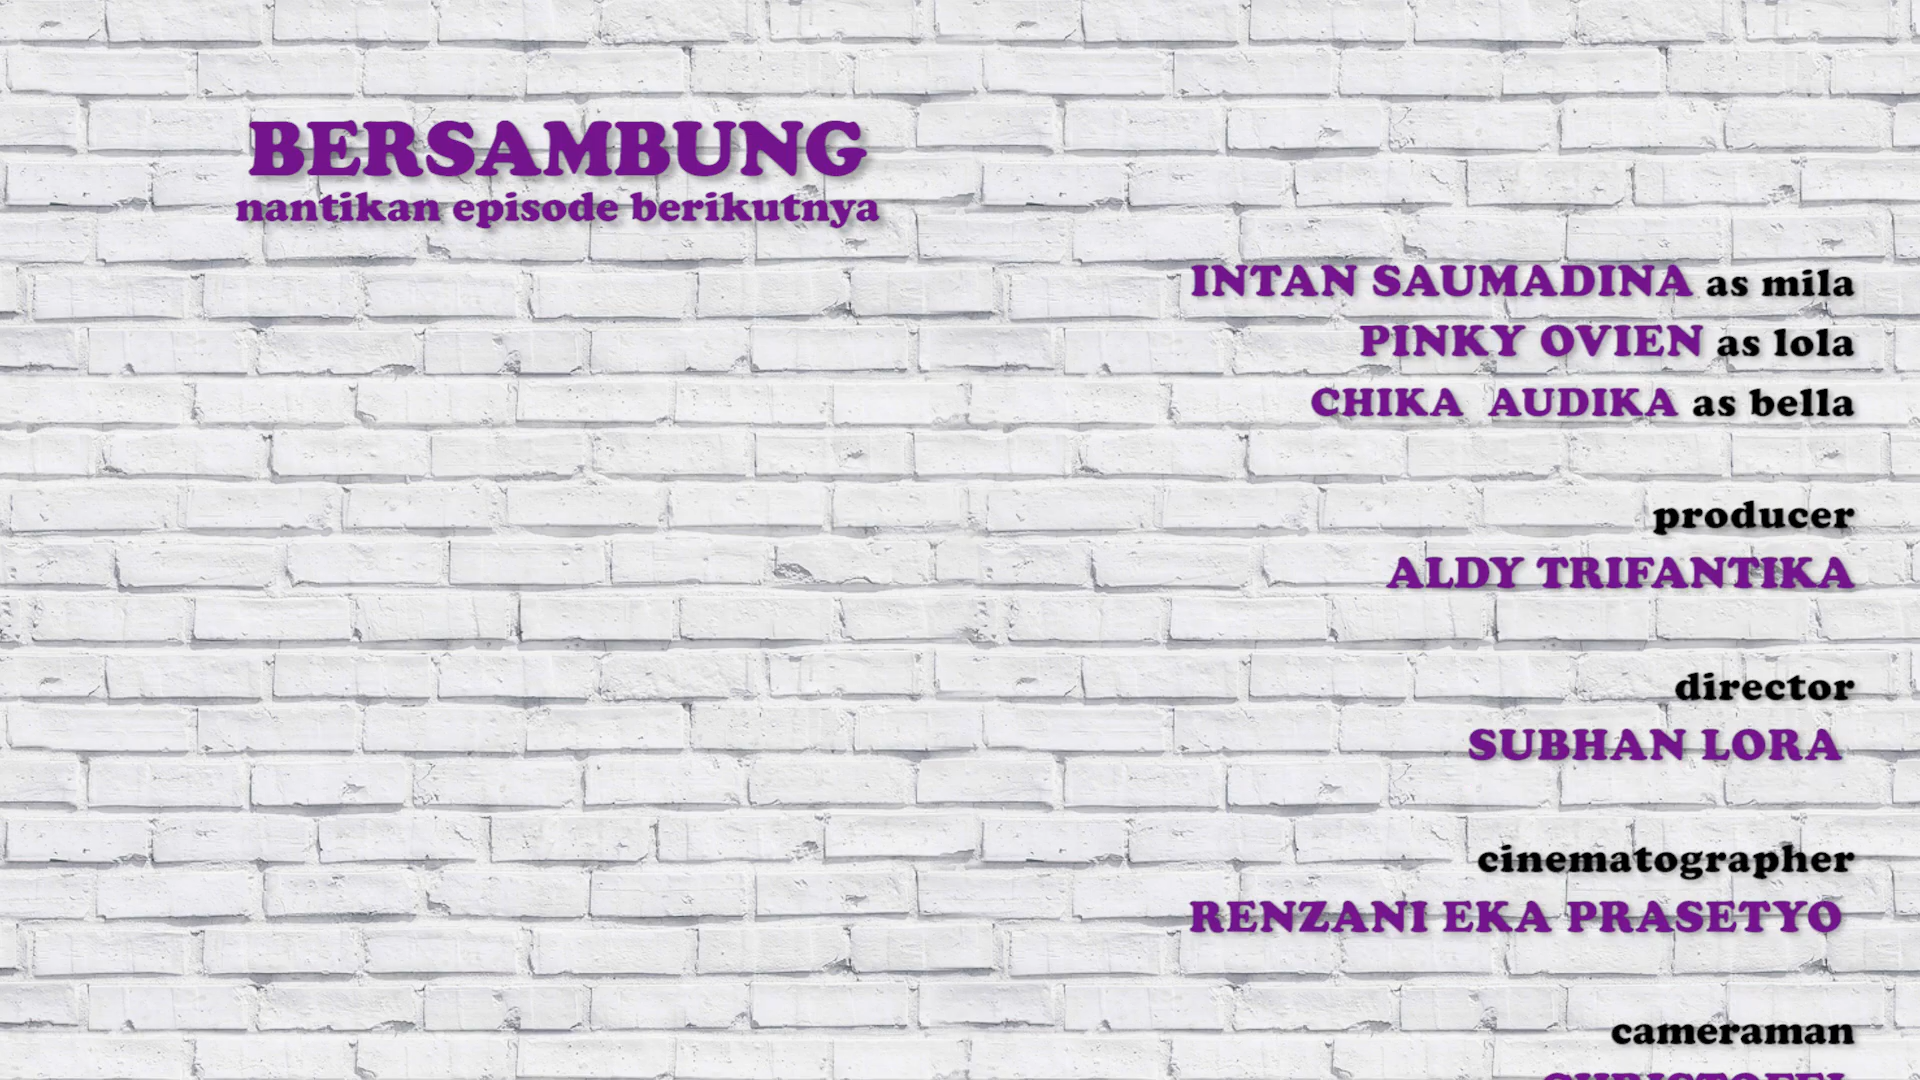 BERSAMBUNG
nantikan episode berikutnya
INTAN SAUMADINA as mila
PINKY OVIEN as lola
CHIKA AUDIKA as bella
producer
ALDY TRIFANTIKA
director
SUBHAN LORA
cinematographer
RENZANI EKA PRASETYO
cameraman